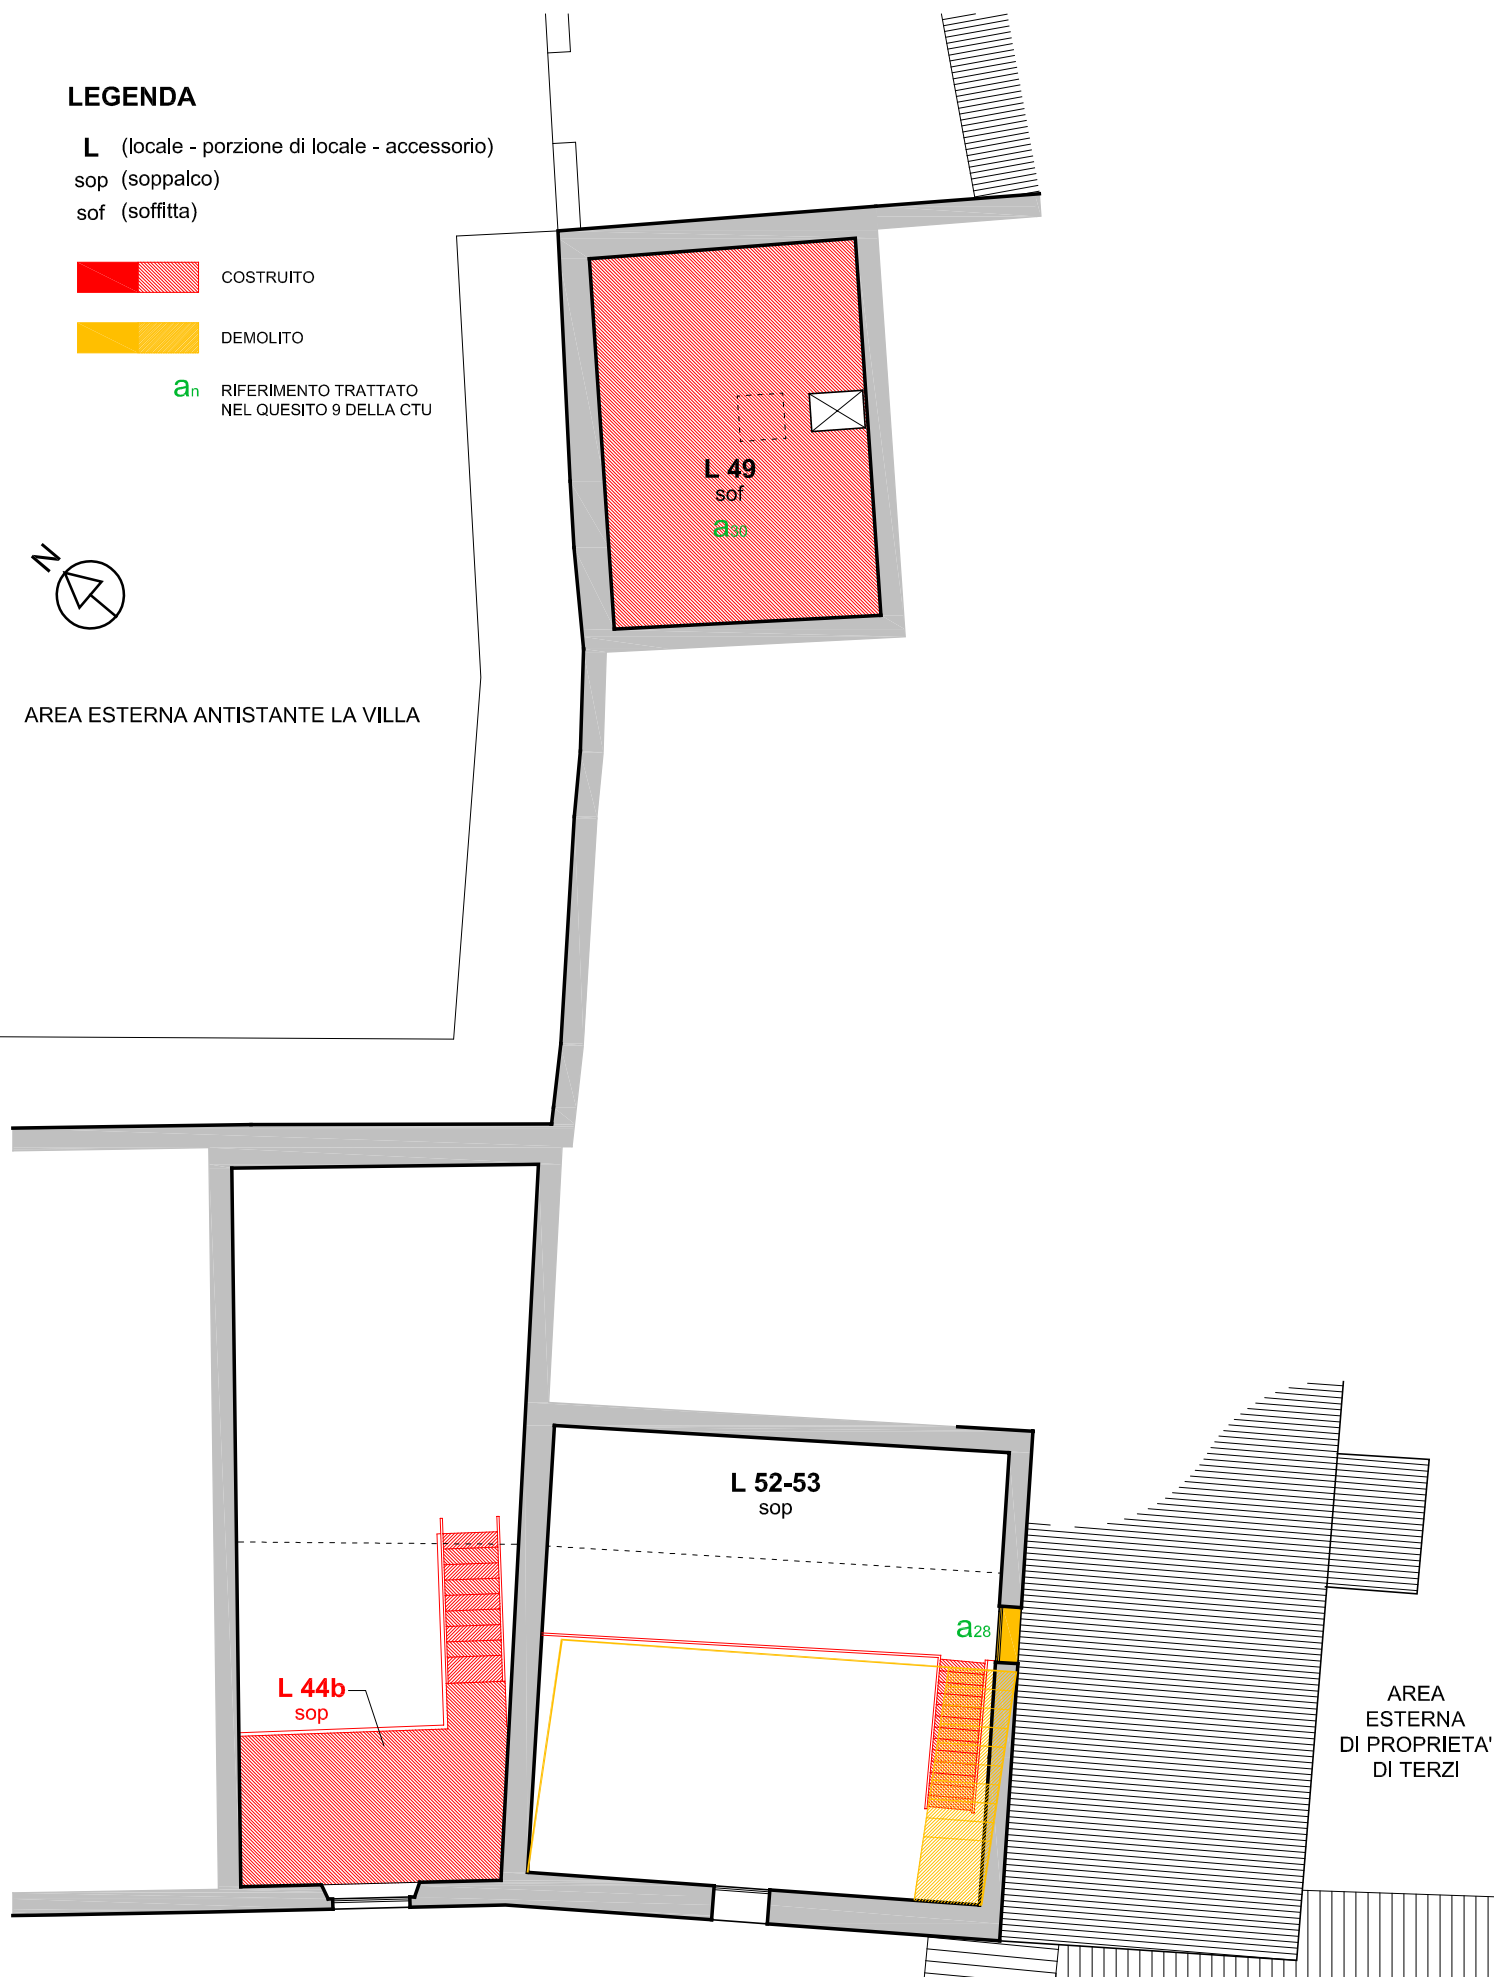 LEGENDA
L (locale - porzione di locale - accessorio)
sop (soppalco)
sof (soffitta)
COSTRUITO
DEMOLITO
an RIFERIMENTO TRATTATO
NEL QUESITO 9 DELLA CTU
L 49
sof
a30
N
AREA ESTERNA ANTISTANTE LA VILLA
L 52-53
sop
a28
L 44b
sop
AREA
ESTERNA
DI PROPRIETA'
DI TERZI